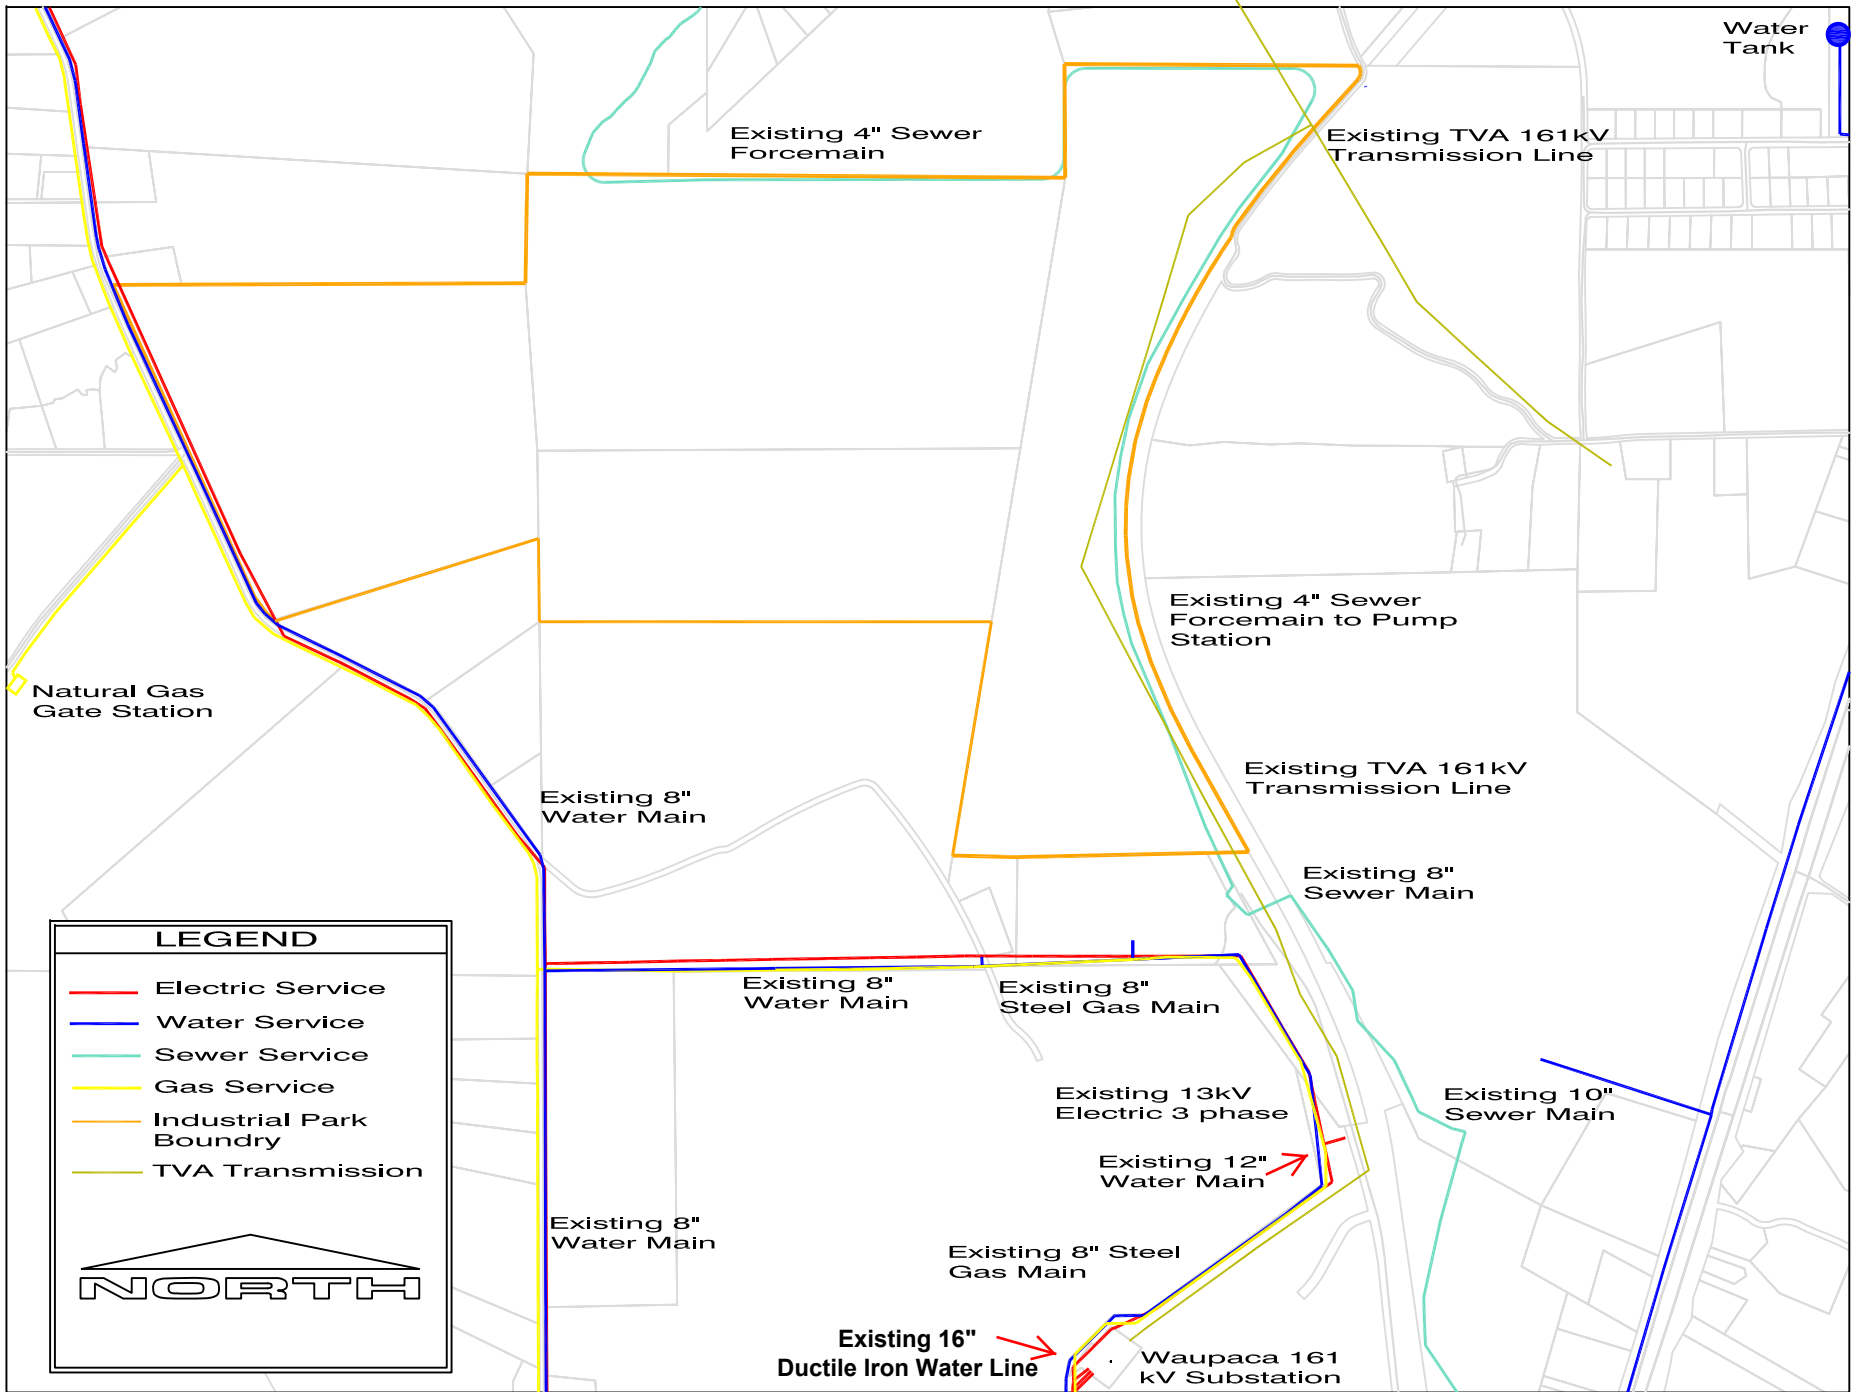 Water
Tank
Existing 4" Sewer
Forcemain
Existing TVA 161kV
Transmission Line
Existing 4" Sewer
Forcemain to Pump
Station
Natural Gas
Gate Station
Existing TVA 161kV
Transmission Line
Existing 8"
Water Main
Existing 8"
Sewer Main
LEGEND
Electric Service
Water Service
Sewer Service
Gas Service
Industrial Park
Boundry
TVA Transmission
NORTH
Existing 8"
Water Main
Existing 8"
Steel Gas Main
Existing 13kV
Electric 3 phase
Existing 10"
Sewer Main
Existing 12"
Water Main
Existing 8"
Water Main
Existing 8" Steel
Gas Main
Existing 16"
Ductile Iron Water Line
Waupaca 161
kV Substation